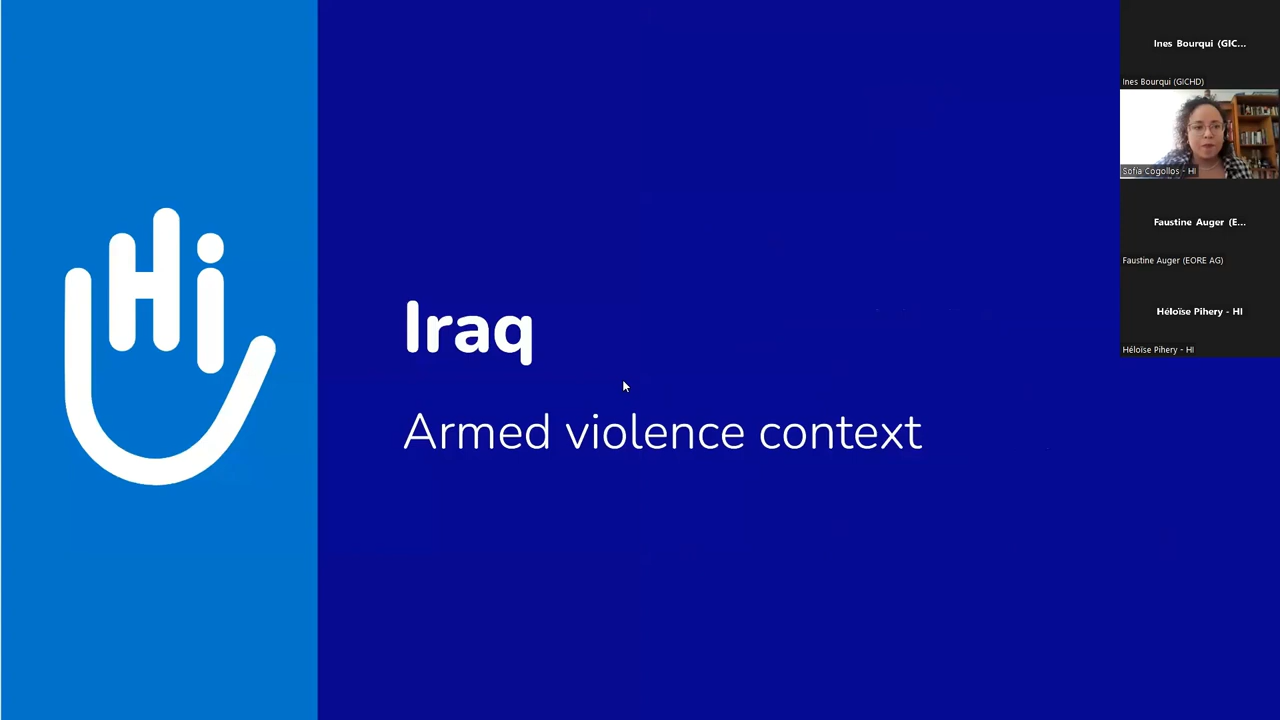 Hi
Iraq
Armed violence context
Ines Bourqui (GIC...
Ines Bourqui (GICHD)
Sofia Cogollos - HI
Faustine Auger (E...
Faustine Auger (EORE AG)
Héloïse Pihery - HI
Héloïse Pihery - HI